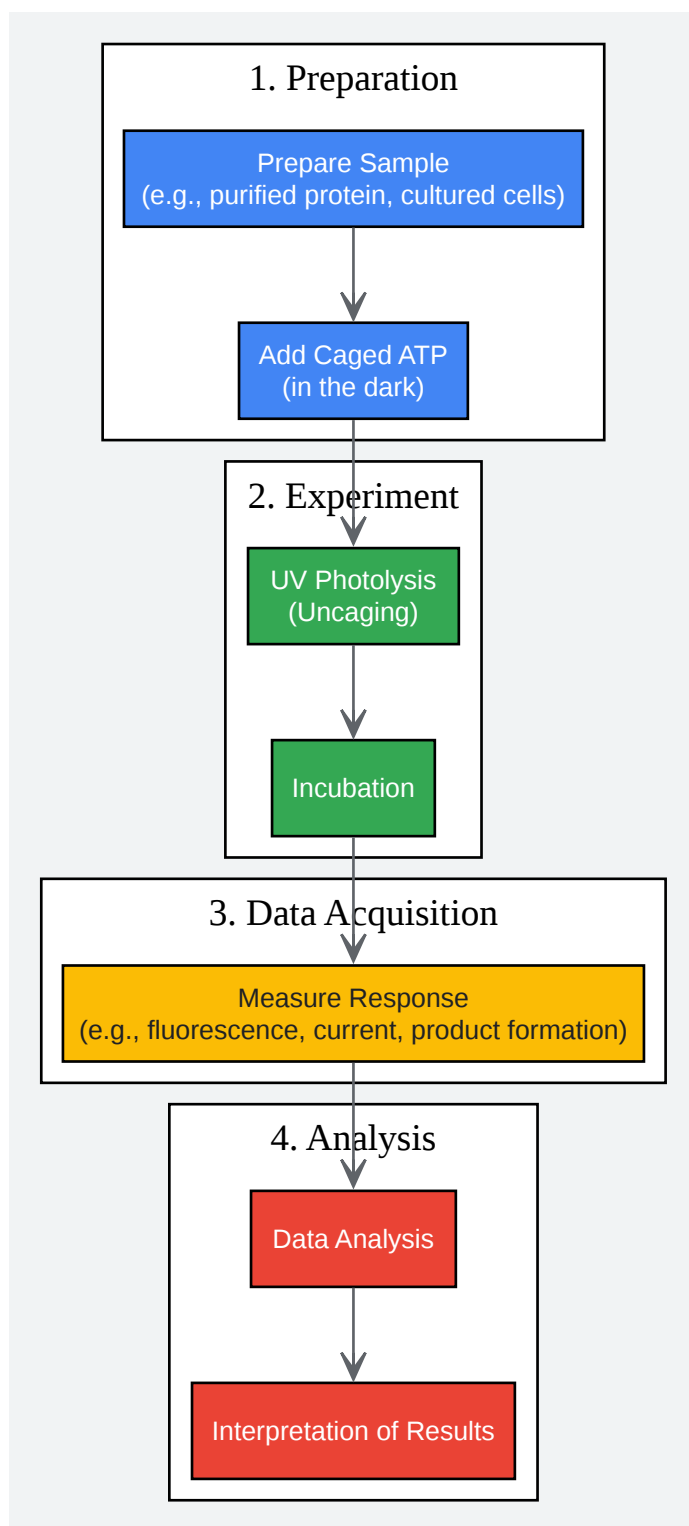 1. Preparation
Prepare Sample
(e.g., purified protein, cultured cells)
Add Caged ATP
(in the dark)
2. Experiment
UV Photolysis
(Uncaging)
Incubation
3. Data Acquisition
Measure Response
(e.g., fluorescence, current, product formation)
4. Analysis
Data Analysis
Interpretation of Results